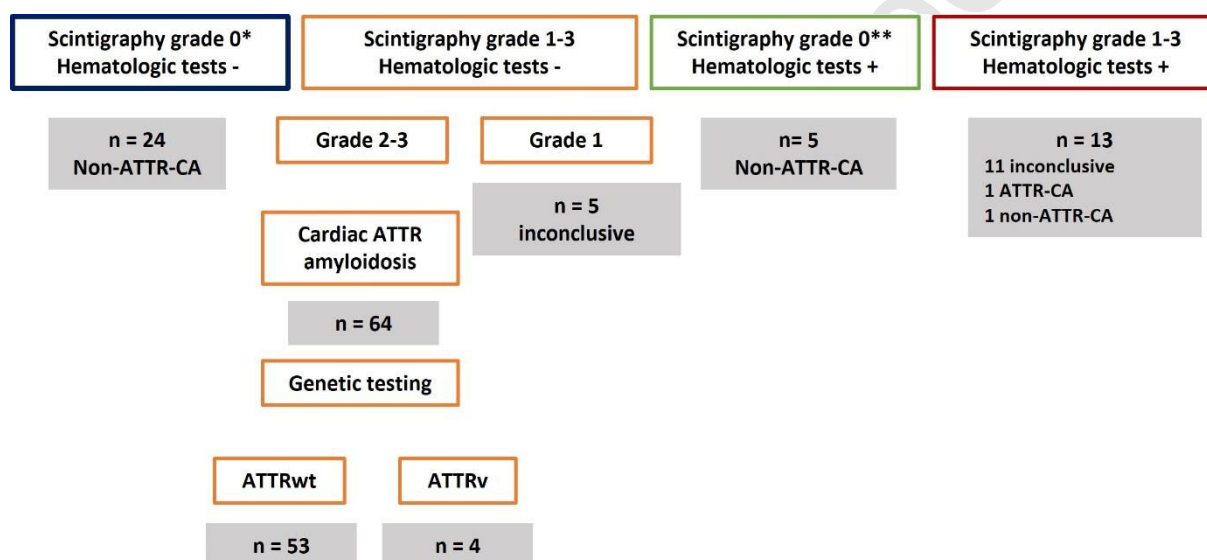 Scintigraphy grade 0*
Hematologic tests -
Scintigraphy grade 1-3
Hematologic tests -
Scintigraphy grade 0**
Hematologic tests +
Scintigraphy grade 1-3
Hematologic tests +
n = 24
Non-ATTR-CA
Grade 2-3
Grade 1
n= 5
Non-ATTR-CA
n = 13
11 inconclusive
1 ATTR-CA
1 non-ATTR-CA
n = 5
inconclusive
Cardiac ATTR
amyloidosis
n = 64
Genetic testing
ATTRwt
ATTRv
n = 53
n = 4